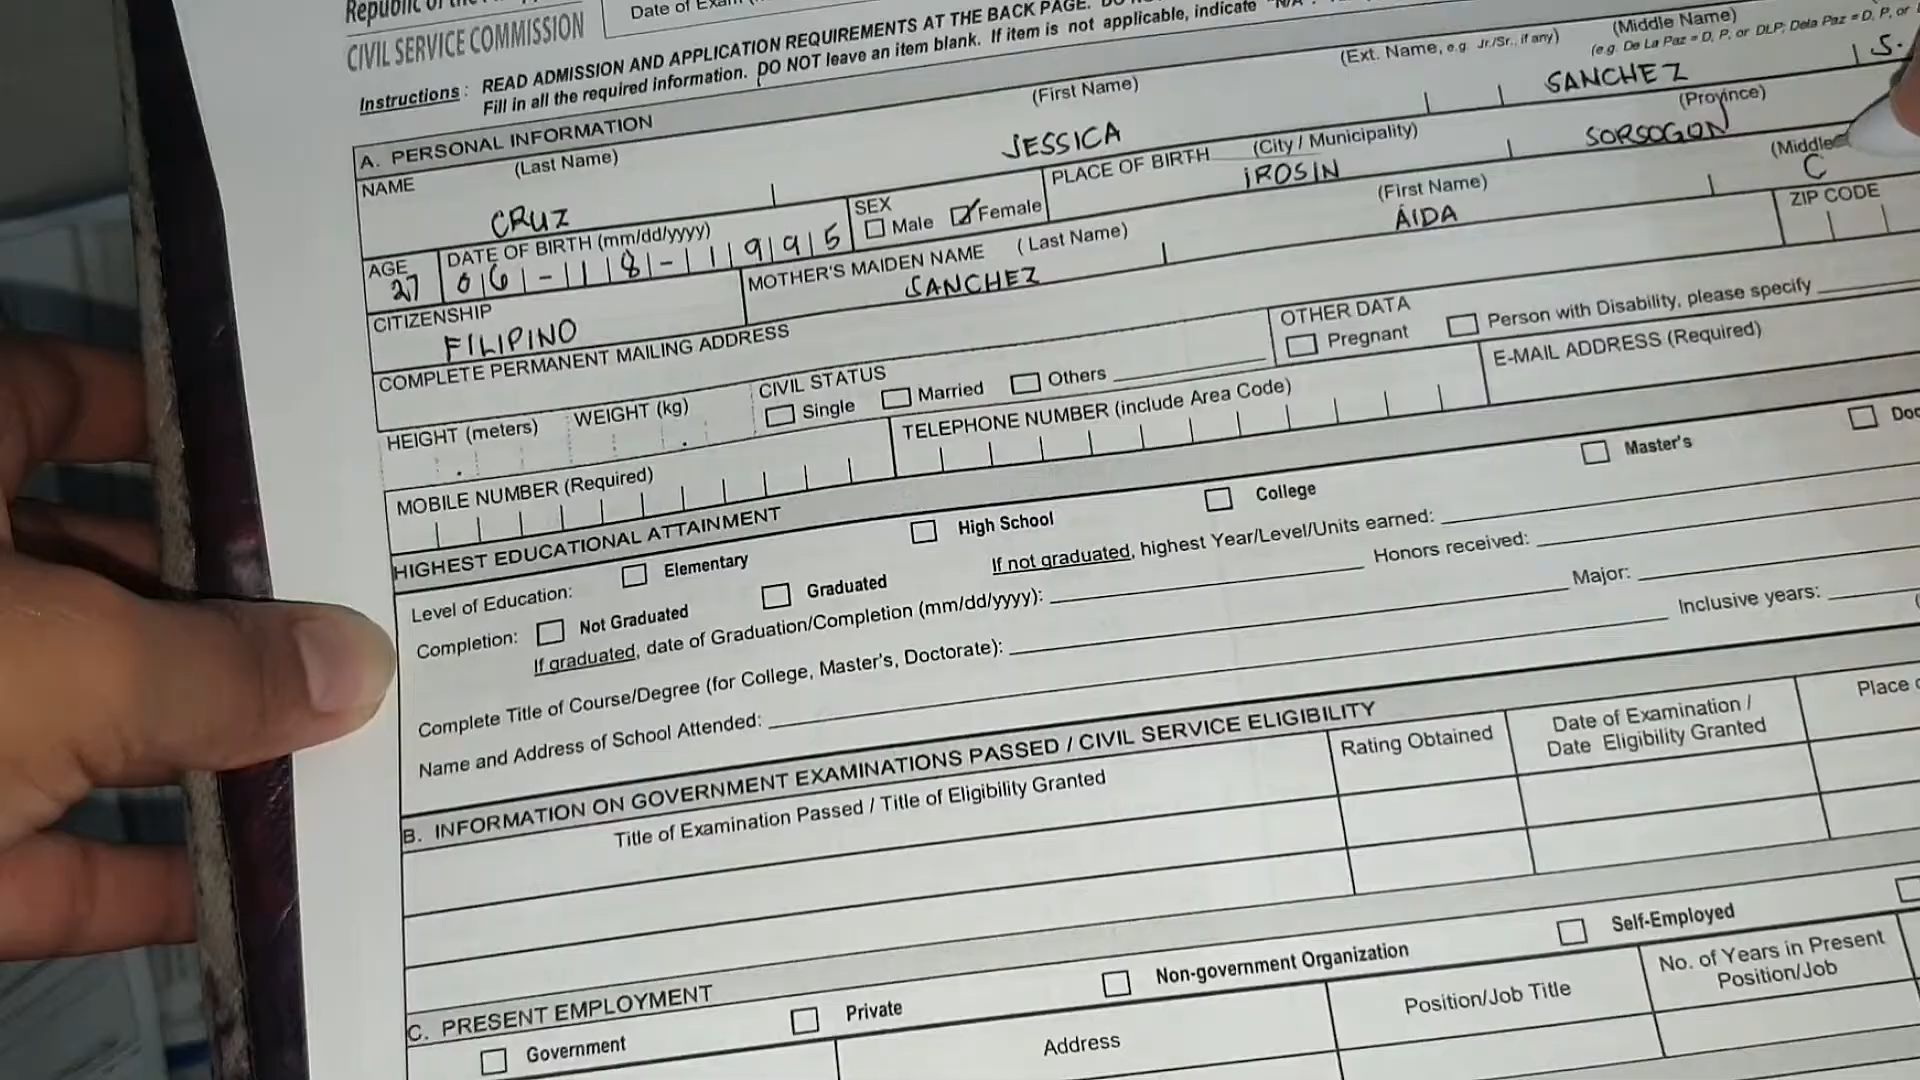 Republic of the
CIVIL SERVICE COMMISSION
Date of Exam
Instructions : READ ADMISSION AND APPLICATION REQUIREMENTS AT THE BACK PAGE. DO
Fill in all the required information. DO NOT leave an item blank. If item is not applicable, indicate "N/A".
A. PERSONAL INFORMATION
NAME (Last Name) (First Name) (Ext. Name, e.g. Jr./Sr., if any) (Middle Name)
(e.g. De La Paz = D, P, or DLP; Dela Paz = D, P, or
CRUZ JESSICA SANCHEZ S.
AGE DATE OF BIRTH (mm/dd/yyyy) SEX PLACE OF BIRTH (City / Municipality) (Province)
27 06-18-1995 Male Female IROSIN SORSOGON
CITIZENSHIP MOTHER'S MAIDEN NAME (Last Name) (First Name) (Middle
FILIPINO SANCHEZ AIDA C
COMPLETE PERMANENT MAILING ADDRESS ZIP CODE
HEIGHT (meters) WEIGHT (kg) CIVIL STATUS OTHER DATA
Single Married Others Pregnant Person with Disability, please specify
MOBILE NUMBER (Required) TELEPHONE NUMBER (include Area Code) E-MAIL ADDRESS (Required)
HIGHEST EDUCATIONAL ATTAINMENT
Level of Education: Elementary High School College Master's Doc
Completion: Not Graduated Graduated If not graduated, highest Year/Level/Units earned:
If graduated, date of Graduation/Completion (mm/dd/yyyy): Honors received:
Complete Title of Course/Degree (for College, Master's, Doctorate): Major:
Name and Address of School Attended: Inclusive years:
B. INFORMATION ON GOVERNMENT EXAMINATIONS PASSED / CIVIL SERVICE ELIGIBILITY
Title of Examination Passed / Title of Eligibility Granted Rating Obtained Date of Examination / Place
Date Eligibility Granted
C. PRESENT EMPLOYMENT
Government Private Non-government Organization Self-Employed
Address Position/Job Title No. of Years in Present
Position/Job